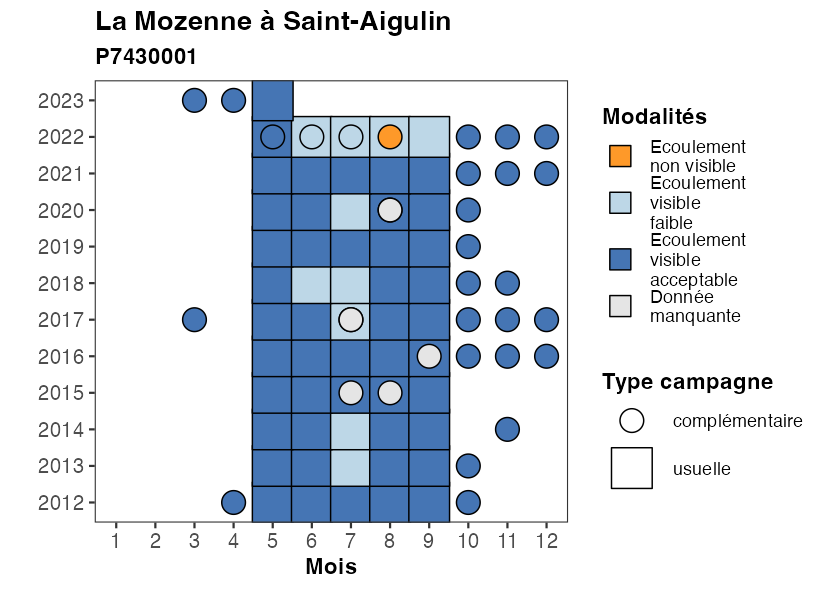 La Mozenne à Saint-Aigulin
P7430001
2023
2022
2021
2020
2019
2018
2017
2016
2015
2014
2013
2012
1 2 3 4 5 6 7 8 9 10 11 12
Mois
Modalités
Ecoulement
non visible
Ecoulement
visible
faible
Ecoulement
visible
acceptable
Donnée
manquante
Type campagne
complémentaire
usuelle